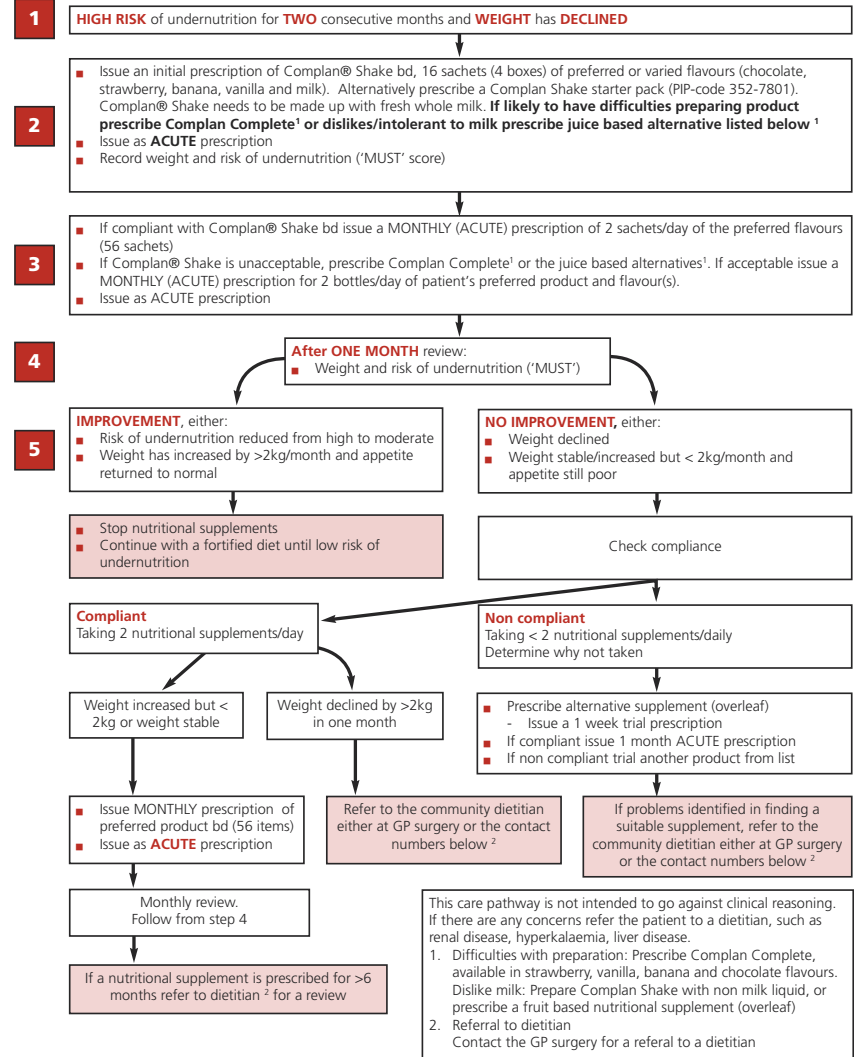 1
HIGH RISK of undernutrition for TWO consecutive months and WEIGHT has DECLINED
2
Issue an initial prescription of Complan® Shake bd, 16 sachets (4 boxes) of preferred or varied flavours (chocolate,
strawberry, banana, vanilla and milk). Alternatively prescribe a Complan Shake starter pack (PIP-code 352-7801).
Complan® Shake needs to be made up with fresh whole milk. If likely to have difficulties preparing product
prescribe Complan Complete¹ or dislikes/intolerant to milk prescribe juice based alternative listed below ¹
Issue as ACUTE prescription
Record weight and risk of undernutrition (‘MUST’ score)
3
If compliant with Complan® Shake bd issue a MONTHLY (ACUTE) prescription of 2 sachets/day of the preferred flavours
(56 sachets)
If Complan® Shake is unacceptable, prescribe Complan Complete¹ or the juice based alternatives¹. If acceptable issue a
MONTHLY (ACUTE) prescription for 2 bottles/day of patient’s preferred product and flavour(s).
Issue as ACUTE prescription
4
After ONE MONTH review:
Weight and risk of undernutrition (‘MUST’)
5
IMPROVEMENT, either:
Risk of undernutrition reduced from high to moderate
Weight has increased by >2kg/month and appetite
returned to normal
NO IMPROVEMENT, either:
Weight declined
Weight stable/increased but < 2kg/month and
appetite still poor
Stop nutritional supplements
Continue with a fortified diet until low risk of
undernutrition
Check compliance
Compliant
Taking 2 nutritional supplements/day
Non compliant
Taking < 2 nutritional supplements/daily
Determine why not taken
Weight increased but <
2kg or weight stable
Weight declined by >2kg
in one month
Prescribe alternative supplement (overleaf)
- Issue a 1 week trial prescription
If compliant issue 1 month ACUTE prescription
If non compliant trial another product from list
Issue MONTHLY prescription of
preferred product bd (56 items)
Issue as ACUTE prescription
Refer to the community dietitian
either at GP surgery or the contact
numbers below ²
If problems identified in finding a
suitable supplement, refer to the
community dietitian either at GP surgery
or the contact numbers below ²
Monthly review.
Follow from step 4
If a nutritional supplement is prescribed for >6
months refer to dietitian ² for a review
This care pathway is not intended to go against clinical reasoning.
If there are any concerns refer the patient to a dietitian, such as
renal disease, hyperkalaemia, liver disease.
1. Difficulties with preparation: Prescribe Complan Complete,
available in strawberry, vanilla, banana and chocolate flavours.
Dislike milk: Prepare Complan Shake with non milk liquid, or
prescribe a fruit based nutritional supplement (overleaf)
2. Referral to dietitian
Contact the GP surgery for a referal to a dietitian